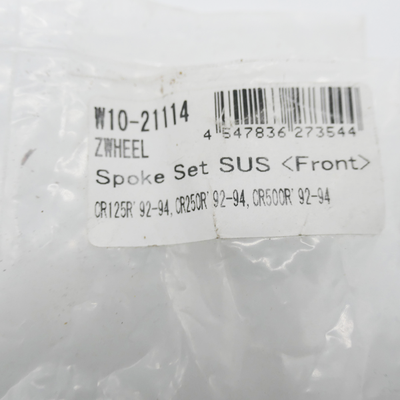 W10-21114
4 547836 273544
ZWHEEL
Spoke Set SUS <Front>
CR125R' 92-94, CR250R' 92-94, CR500R' 92-94